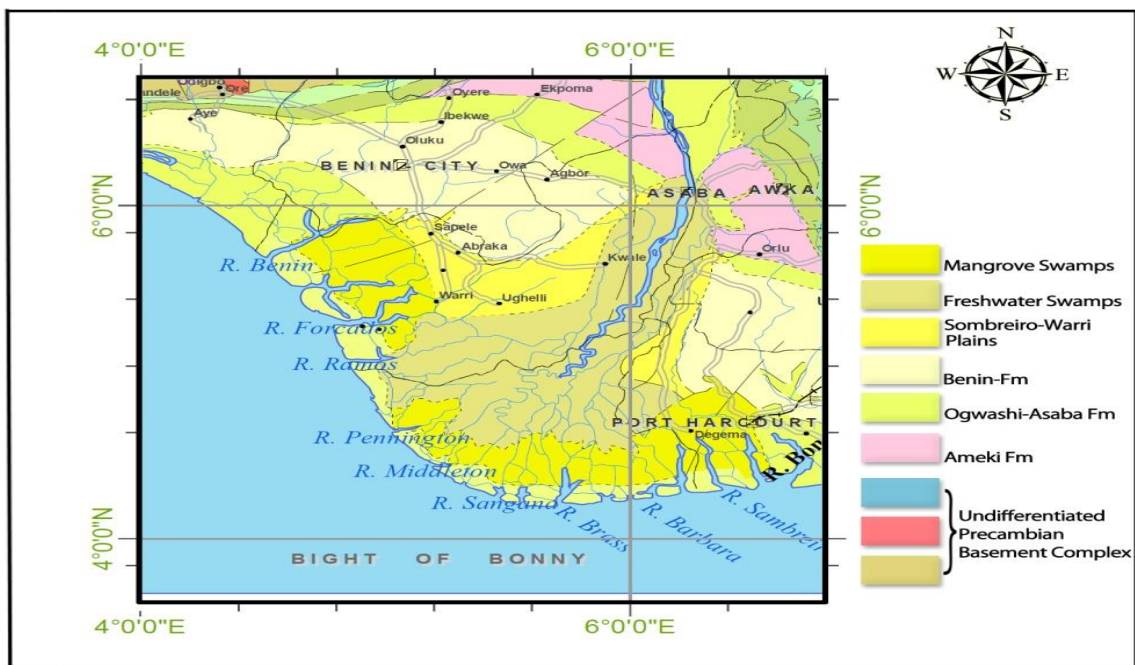 4°0'0"E
6°0'0"E
N
W
E
S
Ore
Aye
Oyere
Ekpoma
Ibekwe
Oluku
BENIN-CITY
Owa
Agbor
ASABA
AWKA
6°0'0"N
6°0'0"N
Sapele
Abraka
Kwale
Orlu
R. Benin
Warri
Ughelli
R. Forcados
R. Ramos
PORT HARCOURT
Degema
R. Pennington
R. Bon
R. Middleton
R. Sangana
R. Brass
R. Barbara
R. Sambreir
4°0'0"N
4°0'0"N
BIGHT OF BONNY
4°0'0"E
6°0'0"E
Mangrove Swamps
Freshwater Swamps
Sombreiro-Warri
Plains
Benin-Fm
Ogwashi-Asaba Fm
Ameki Fm
Undifferentiated
Precambian
Basement Complex